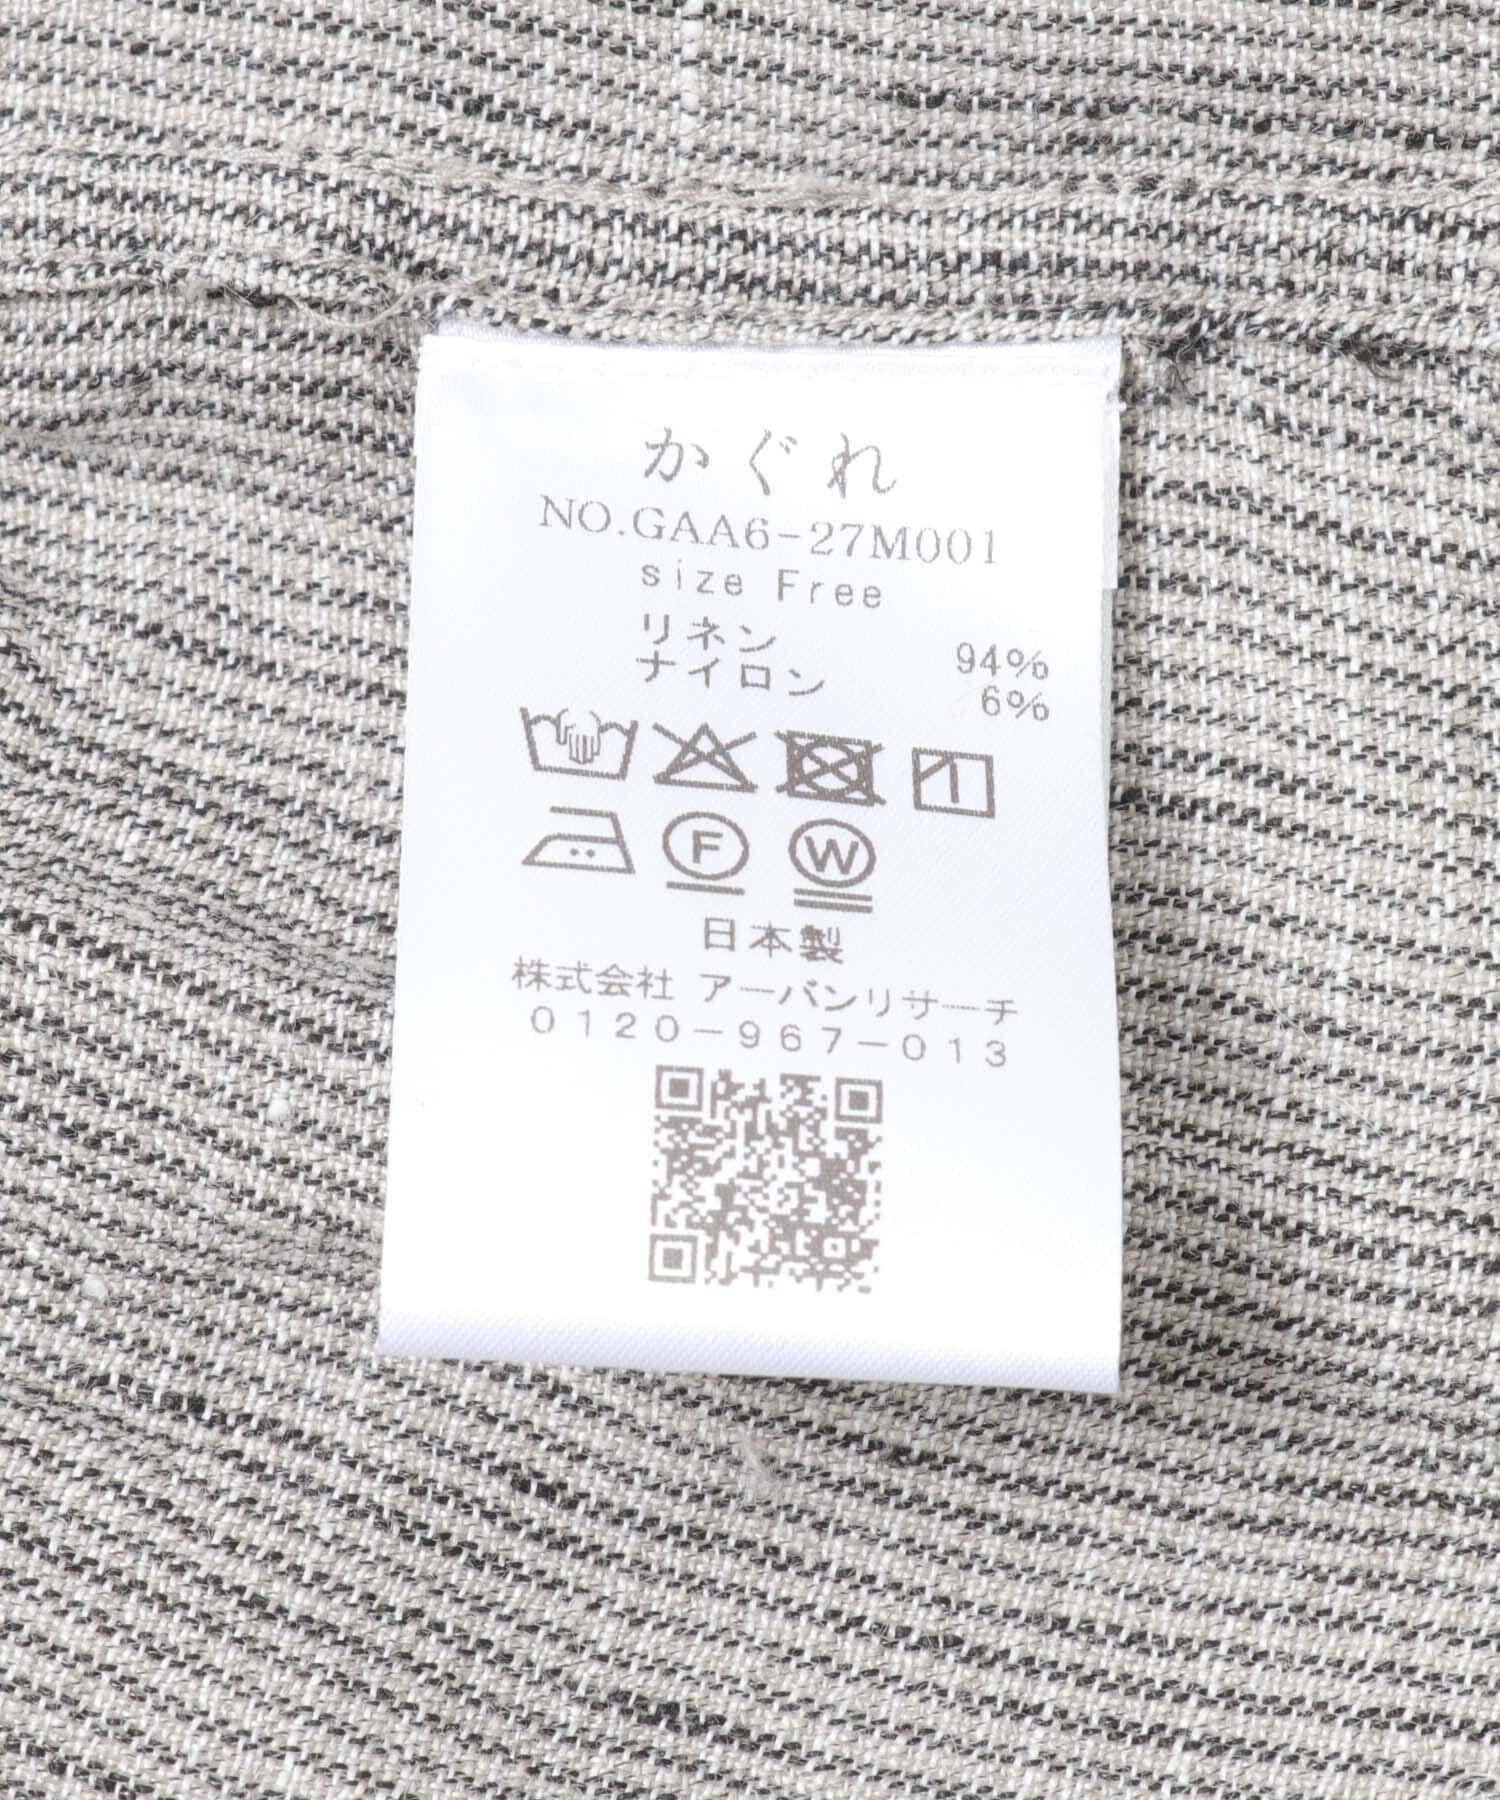 かぐれ
NO.GAA6-27M001
size Free
リネン 94%
ナイロン 6%
F W
日本製
株式会社 アーバンリサーチ
0120-967-013